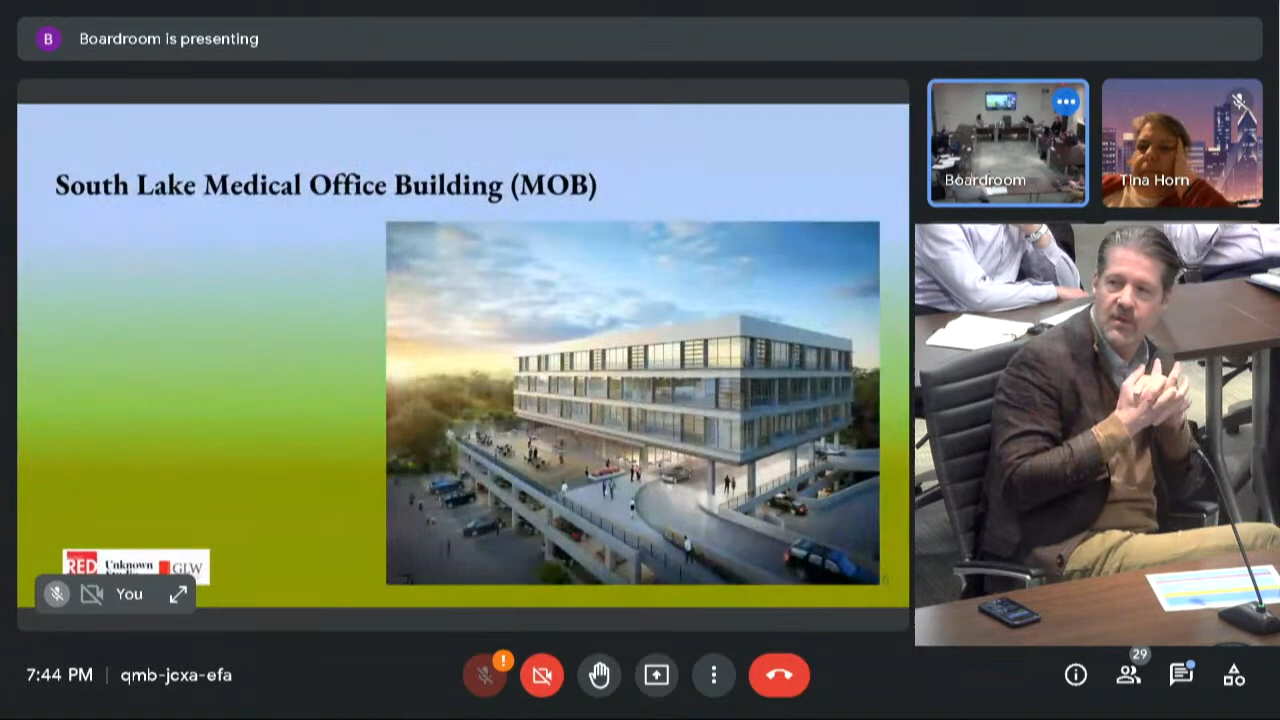 B
Boardroom is presenting
South Lake Medical Office Building (MOB)
Boardroom
Tina Horn
RED
Unknown
GLW
You
7:44 PM
qmb-jcxa-efa
!
29